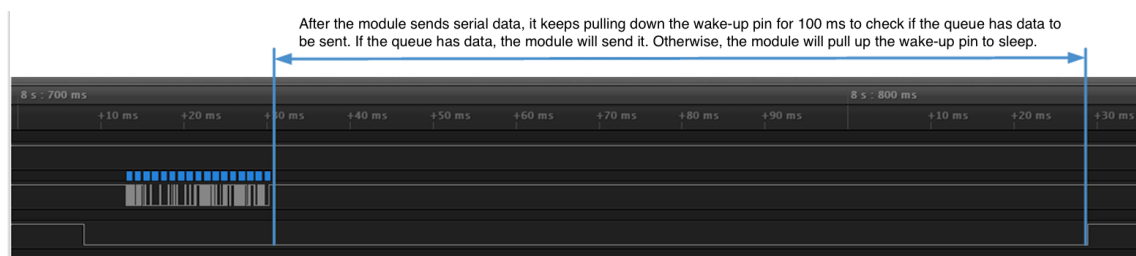 After the module sends serial data, it keeps pulling down the wake-up pin for 100 ms to check if the queue has data to
be sent. If the queue has data, the module will send it. Otherwise, the module will pull up the wake-up pin to sleep.
8 s : 700 ms 8 s : 800 ms
+10 ms +20 ms +30 ms +40 ms +50 ms +60 ms +70 ms +80 ms +90 ms +10 ms +20 ms +30 ms